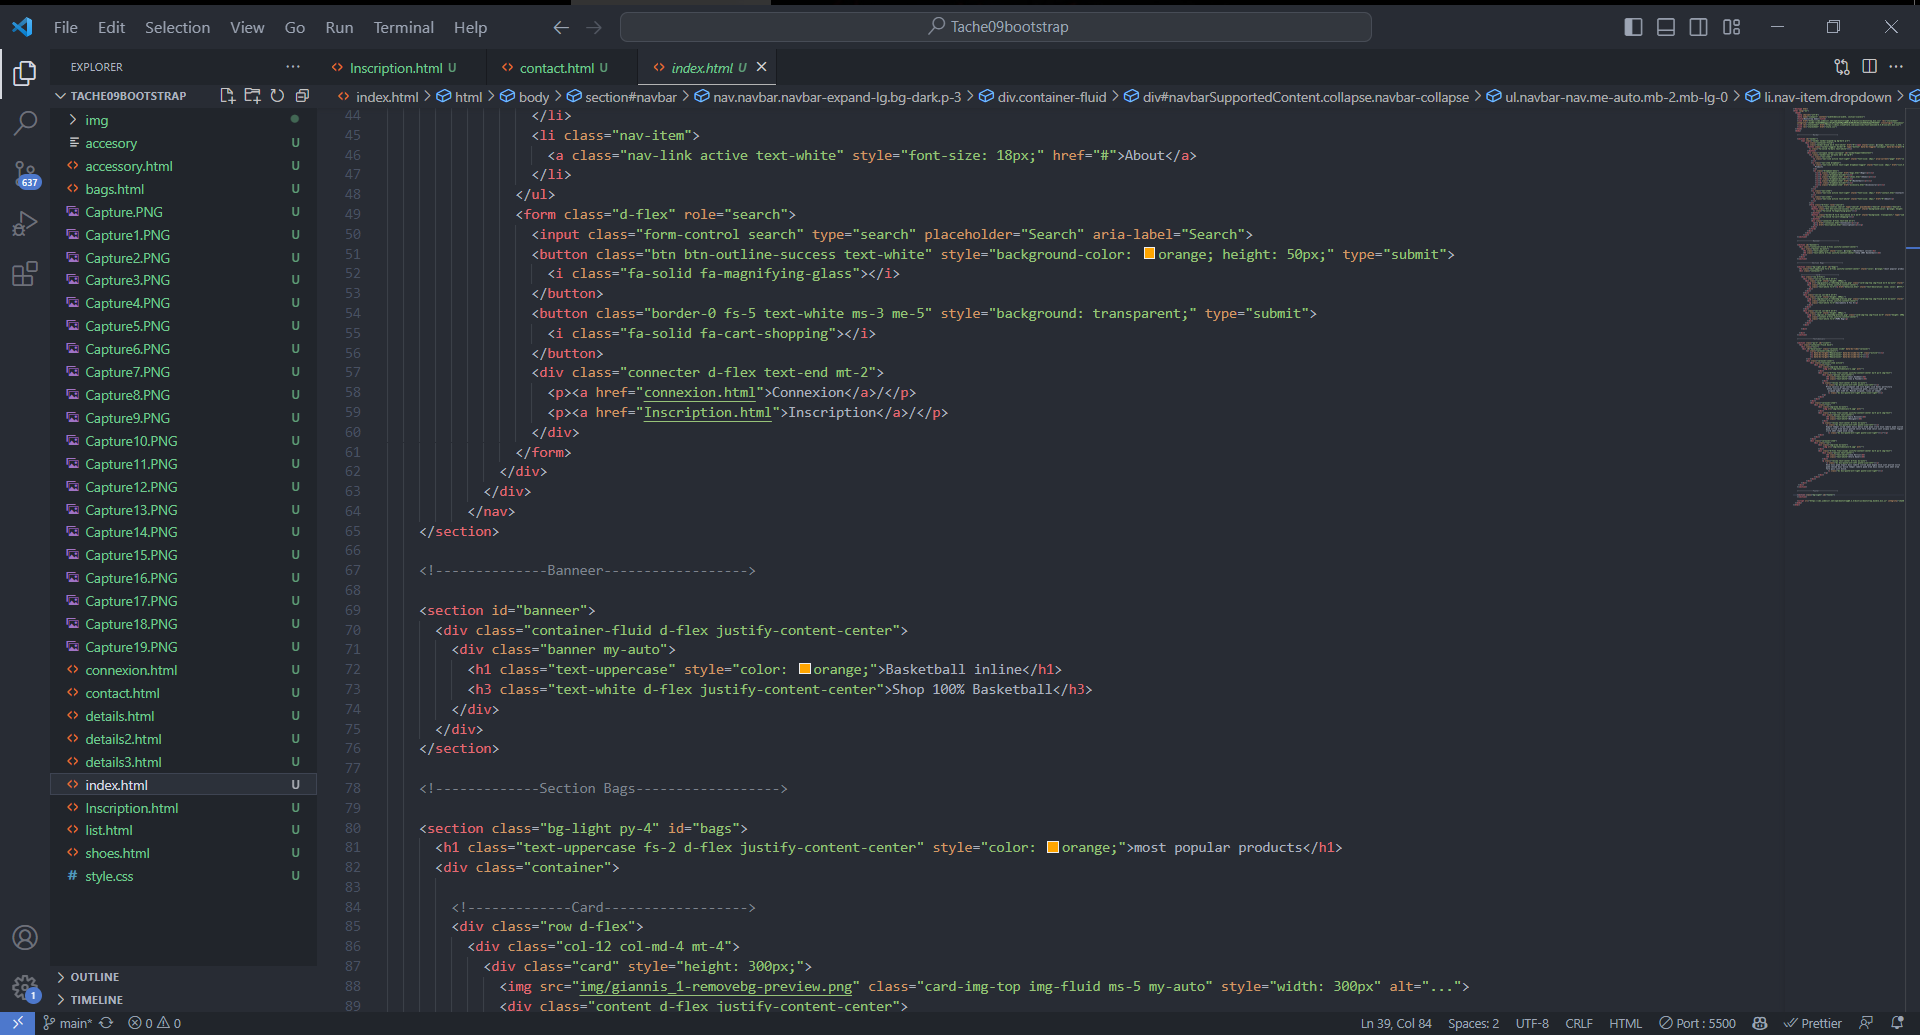 File Edit Selection View Go Run Terminal Help
Tache09bootstrap
EXPLORER
Inscription.html U
contact.html U
index.html U
TACHE09BOOTSTRAP
index.html > html > body > section#navbar > nav.navbar.navbar-expand-lg.bg-dark.p-3 > div.container-fluid > div#navbarSupportedContent.collapse.navbar-collapse > ul.navbar-nav.me-auto.mb-2.mb-lg-0 > li.nav-item.dropdown >
img
accesory U
accessory.html U
bags.html U
Capture.PNG U
Capture1.PNG U
Capture2.PNG U
Capture3.PNG U
Capture4.PNG U
Capture5.PNG U
Capture6.PNG U
Capture7.PNG U
Capture8.PNG U
Capture9.PNG U
Capture10.PNG U
Capture11.PNG U
Capture12.PNG U
Capture13.PNG U
Capture14.PNG U
Capture15.PNG U
Capture16.PNG U
Capture17.PNG U
Capture18.PNG U
Capture19.PNG U
connexion.html U
contact.html U
details.html U
details2.html U
details3.html U
index.html U
Inscription.html U
list.html U
shoes.html U
# style.css U
OUTLINE
TIMELINE
637
1
44 </li>
45 <li class="nav-item">
46 <a class="nav-link active text-white" style="font-size: 18px;" href="#">About</a>
47 </li>
48 </ul>
49 <form class="d-flex" role="search">
50 <input class="form-control search" type="search" placeholder="Search" aria-label="Search">
51 <button class="btn btn-outline-success text-white" style="background-color: orange; height: 50px;" type="submit">
52 <i class="fa-solid fa-magnifying-glass"></i>
53 </button>
54 <button class="border-0 fs-5 text-white ms-3 me-5" style="background: transparent;" type="submit">
55 <i class="fa-solid fa-cart-shopping"></i>
56 </button>
57 <div class="connecter d-flex text-end mt-2">
58 <p><a href="connexion.html">Connexion</a>/</p>
59 <p><a href="Inscription.html">Inscription</a>/</p>
60 </div>
61 </form>
62 </div>
63 </div>
64 </nav>
65 </section>
66
67 <!--------------Banneer------------------>
68
69 <section id="banneer">
70 <div class="container-fluid d-flex justify-content-center">
71 <div class="banner my-auto">
72 <h1 class="text-uppercase" style="color: orange;">Basketball inline</h1>
73 <h3 class="text-white d-flex justify-content-center">Shop 100% Basketball</h3>
74 </div>
75 </div>
76 </section>
77
78 <!-------------Section Bags------------------>
79
80 <section class="bg-light py-4" id="bags">
81 <h1 class="text-uppercase fs-2 d-flex justify-content-center" style="color: orange;">most popular products</h1>
82 <div class="container">
83
84 <!-------------Card------------------>
85 <div class="row d-flex">
86 <div class="col-12 col-md-4 mt-4">
87 <div class="card" style="height: 300px;">
88 <img src="img/giannis_1-removebg-preview.png" class="card-img-top img-fluid ms-5 my-auto" style="width: 300px" alt="...">
89 <div class="content d-flex justify-content-center">
main* 0 0
Ln 39, Col 84 Spaces: 2 UTF-8 CRLF HTML Port : 5500 Prettier